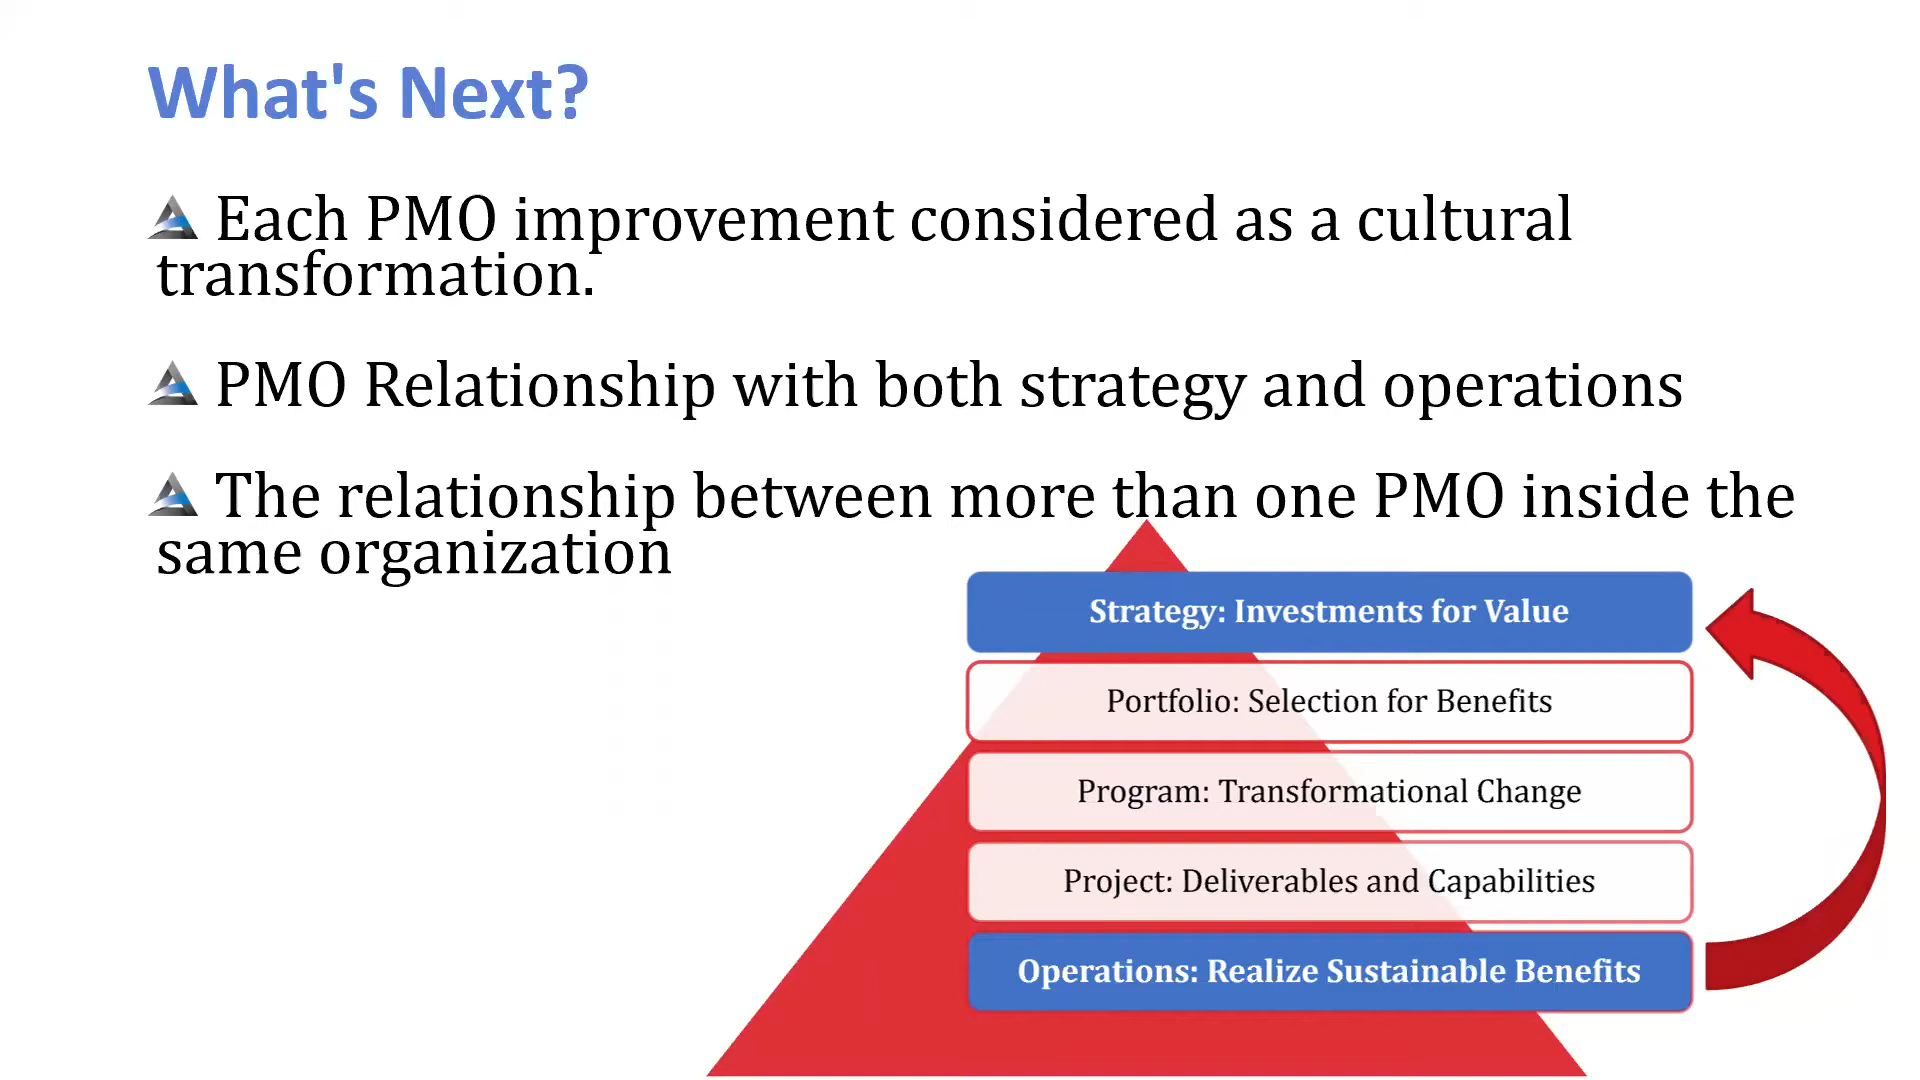 What's Next?
Each PMO improvement considered as a cultural
transformation.
PMO Relationship with both strategy and operations
The relationship between more than one PMO inside the
same organization
Strategy: Investments for Value
Portfolio: Selection for Benefits
Program: Transformational Change
Project: Deliverables and Capabilities
Operations: Realize Sustainable Benefits